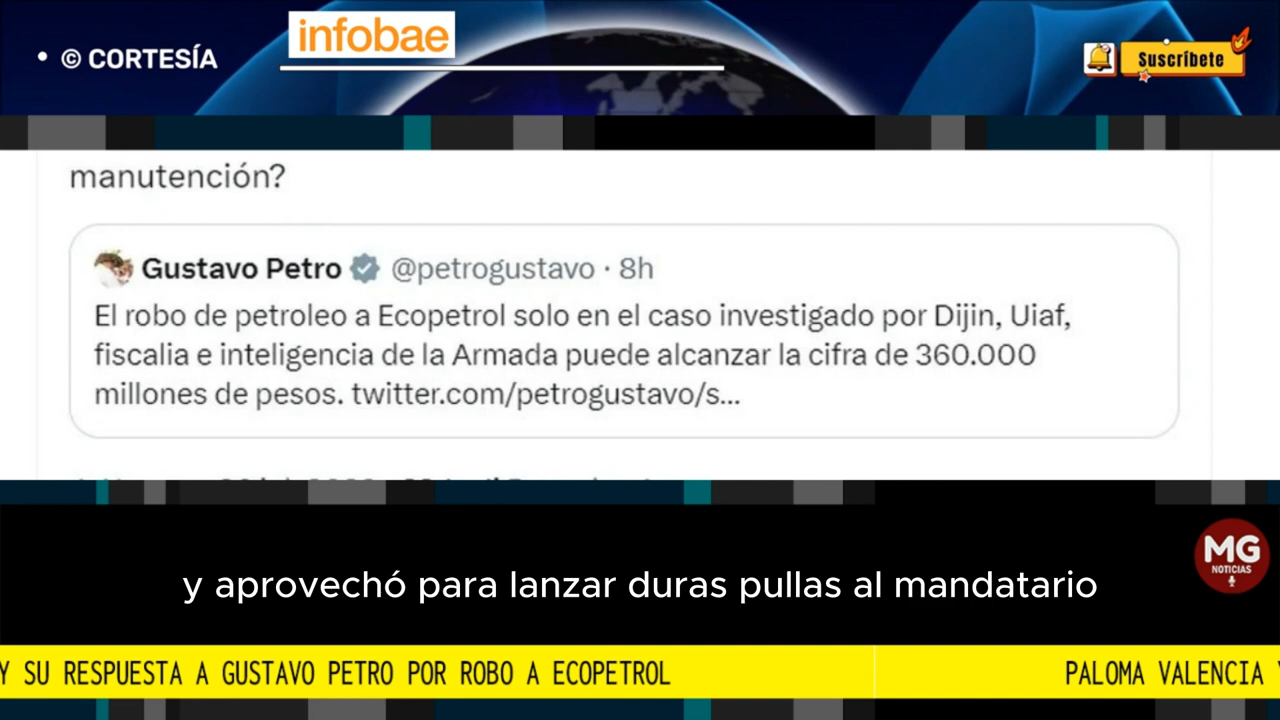 infobae
• © CORTESÍA
Suscríbete
manutención?
Gustavo Petro @petrogustavo · 8h
El robo de petroleo a Ecopetrol solo en el caso investigado por Dijin, Uiaf,
fiscalia e inteligencia de la Armada puede alcanzar la cifra de 360.000
millones de pesos. twitter.com/petrogustavo/s...
y aprovechó para lanzar duras pullas al mandatario
MG
NOTICIAS
Y SU RESPUESTA A GUSTAVO PETRO POR ROBO A ECOPETROL
PALOMA VALENCIA Y